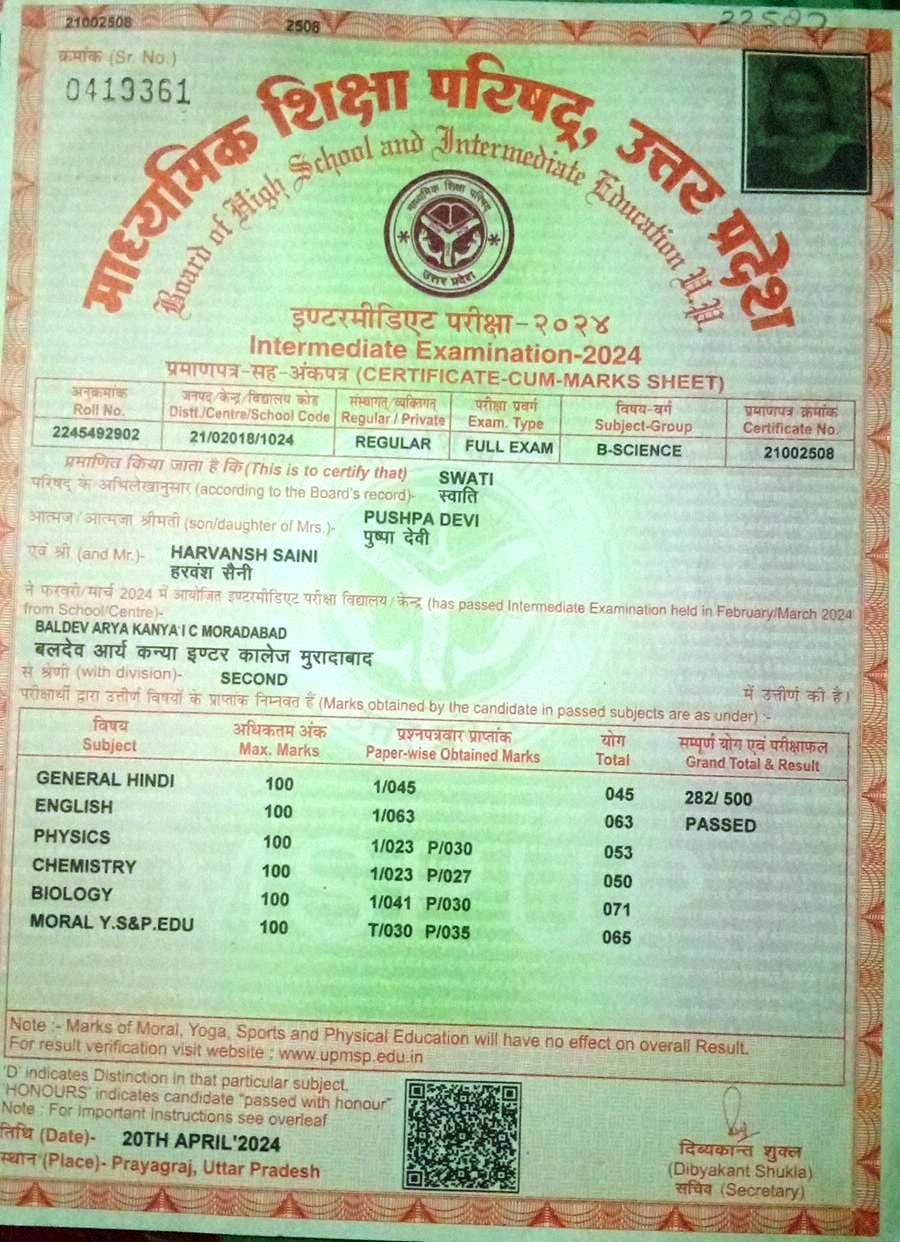 21002508 2508 22507
क्रमांक (Sr. No.)
0413361
माध्यमिक शिक्षा परिषद्, उत्तर प्रदेश
Board of High School and Intermediate Education U.P.
माध्यमिक शिक्षा परिषद्
उत्तर प्रदेश
इण्टरमीडिएट परीक्षा-२०२४
Intermediate Examination-2024
प्रमाणपत्र-सह-अंकपत्र (CERTIFICATE-CUM-MARKS SHEET)
अनुक्रमांक जनपद/केन्द्र/विद्यालय कोड संस्थागत/व्यक्तिगत परीक्षा प्रवर्ग विषय-वर्ग प्रमाणपत्र क्रमांक
Roll No. Distt./Centre/School Code Regular / Private Exam. Type Subject-Group Certificate No.
2245492902 21/02018/1024 REGULAR FULL EXAM B-SCIENCE 21002508
प्रमाणित किया जाता है कि (This is to certify that) SWATI
परिषद के अभिलेखानुसार (according to the Board's record)- स्वाति
आत्मज/आत्मजा श्रीमती (son/daughter of Mrs.)- PUSHPA DEVI
पुष्पा देवी
एवं श्री (and Mr.)- HARVANSH SAINI
हरवंश सैनी
ने फरवरी/मार्च 2024 में आयोजित इण्टरमीडिएट परीक्षा विद्यालय/केन्द्र (has passed Intermediate Examination held in February/March 2024
from School/Centre)-
BALDEV ARYA KANYA I C MORADABAD
बलदेव आर्य कन्या इण्टर कालेज मुरादाबाद
से श्रेणी (with division)- SECOND में उत्तीर्ण की है।
परीक्षार्थी द्वारा उत्तीर्ण विषयों के प्राप्तांक निम्नवत हैं (Marks obtained by the candidate in passed subjects are as under) :-
विषय अधिकतम अंक प्रश्नपत्रवार प्राप्तांक योग सम्पूर्ण योग एवं परीक्षाफल
Subject Max. Marks Paper-wise Obtained Marks Total Grand Total & Result
GENERAL HINDI 100 1/045 045 282/ 500
ENGLISH 100 1/063 063 PASSED
PHYSICS 100 1/023 P/030 053
CHEMISTRY 100 1/023 P/027 050
BIOLOGY 100 1/041 P/030 071
MORAL Y.S&P.EDU 100 T/030 P/035 065
Note :- Marks of Moral, Yoga, Sports and Physical Education will have no effect on overall Result.
For result verification visit website : www.upmsp.edu.in
'D' indicates Distinction in that particular subject.
'HONOURS' indicates candidate "passed with honour"
Note : For Important Instructions see overleaf
तिथि (Date)- 20TH APRIL'2024
स्थान (Place)- Prayagraj, Uttar Pradesh
दिव्यकान्त शुक्ल
(Dibyakant Shukla)
सचिव (Secretary)